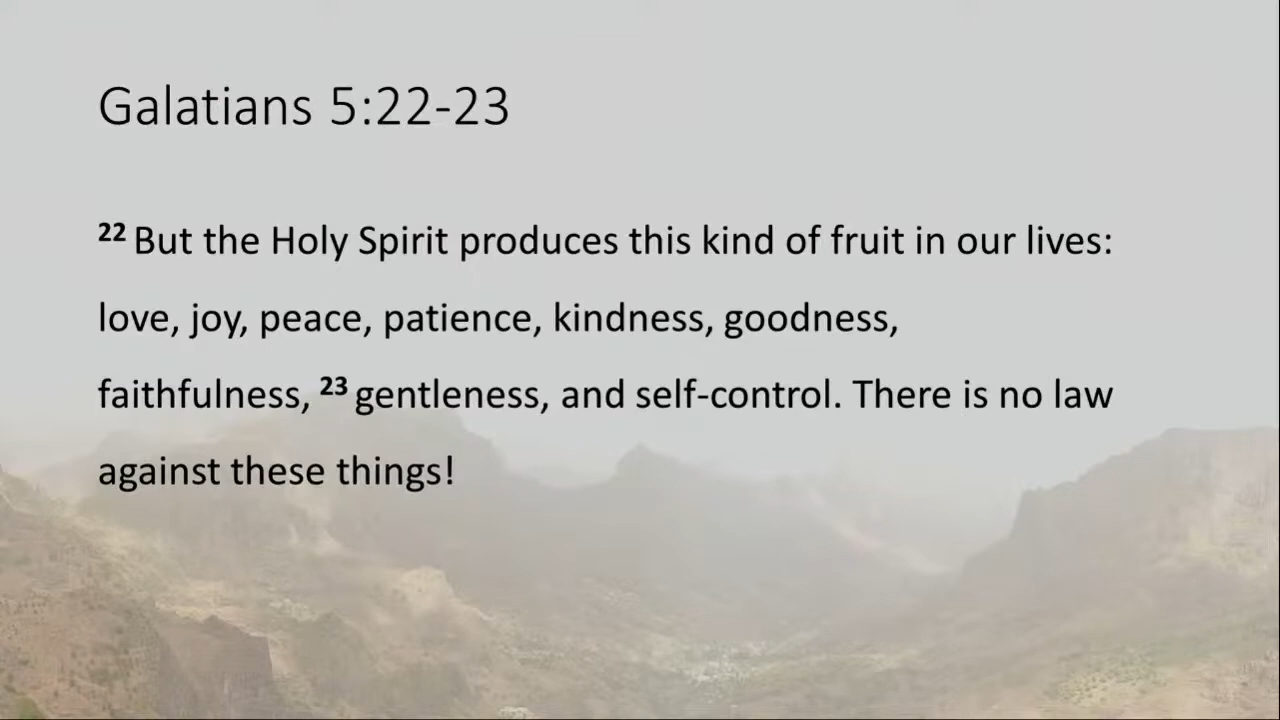 Galatians 5:22-23
22 But the Holy Spirit produces this kind of fruit in our lives:
love, joy, peace, patience, kindness, goodness,
faithfulness, 23 gentleness, and self-control. There is no law
against these things!